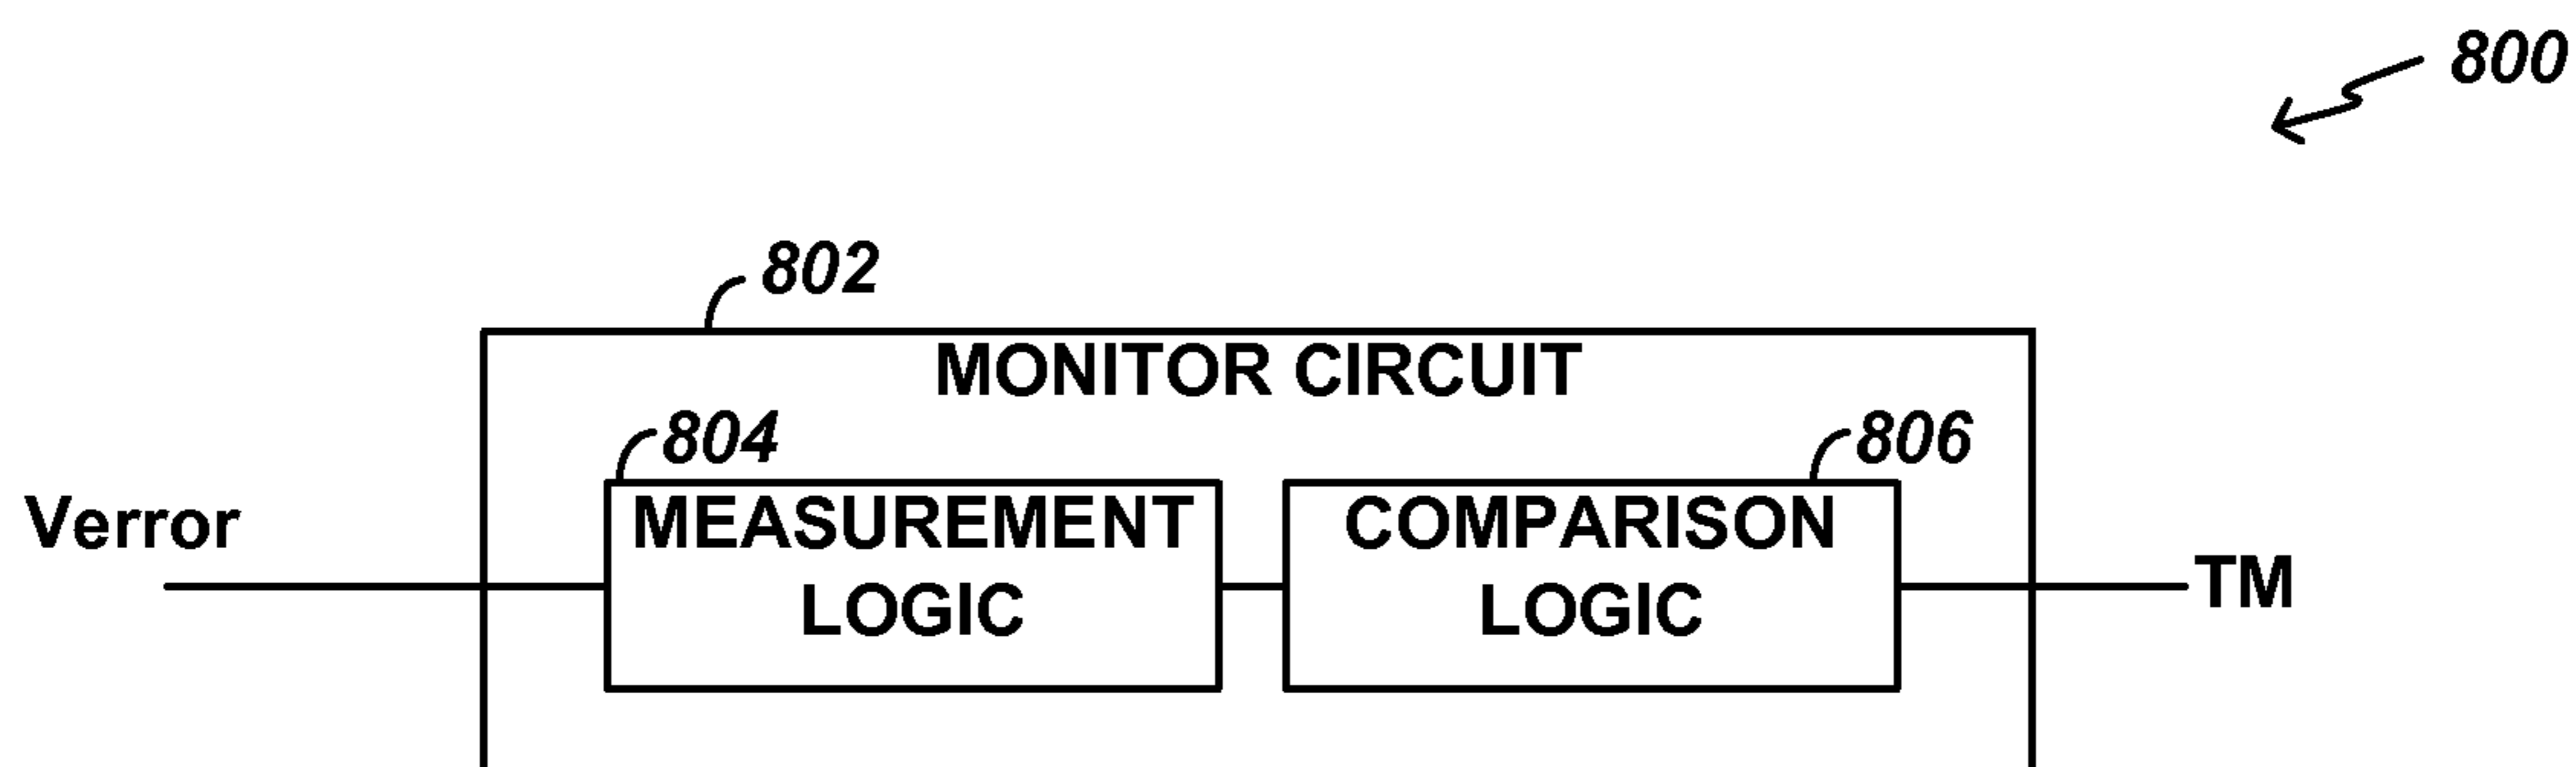 800
802
MONITOR CIRCUIT
804
806
Verror
MEASUREMENT
LOGIC
COMPARISON
LOGIC
TM